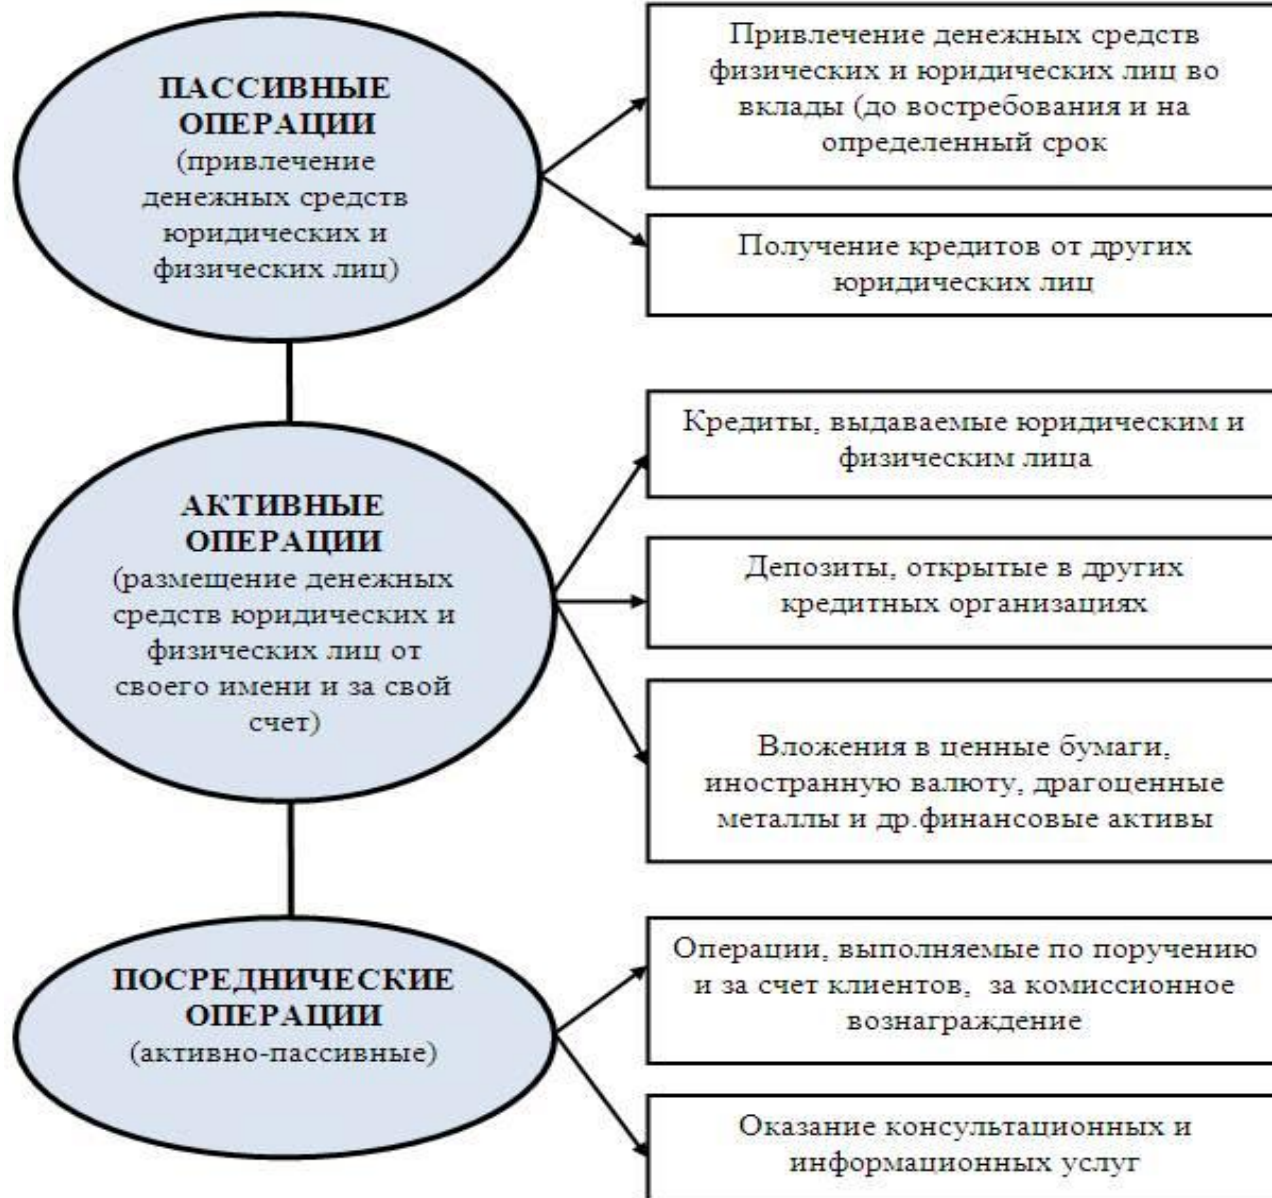 ПАССИВНЫЕ
ОПЕРАЦИИ
(привлечение
денежных средств
юридических и
физических лиц)
Привлечение денежных средств
физических и юридических лиц во
вклады (до востребования и на
определенный срок
Получение кредитов от других
юридических лиц
АКТИВНЫЕ
ОПЕРАЦИИ
(размещение денежных
средств юридических и
физических лиц от
своего имени и за свой
счет)
Кредиты, выдаваемые юридическим и
физическим лица
Депозиты, открытые в других
кредитных организациях
Вложения в ценные бумаги,
иностранную валюту, драгоценные
металлы и др.финансовые активы
ПОСРЕДНИЧЕСКИЕ
ОПЕРАЦИИ
(активно-пассивные)
Операции, выполняемые по поручению
и за счет клиентов, за комиссионное
вознаграждение
Оказание консультационных и
информационных услуг